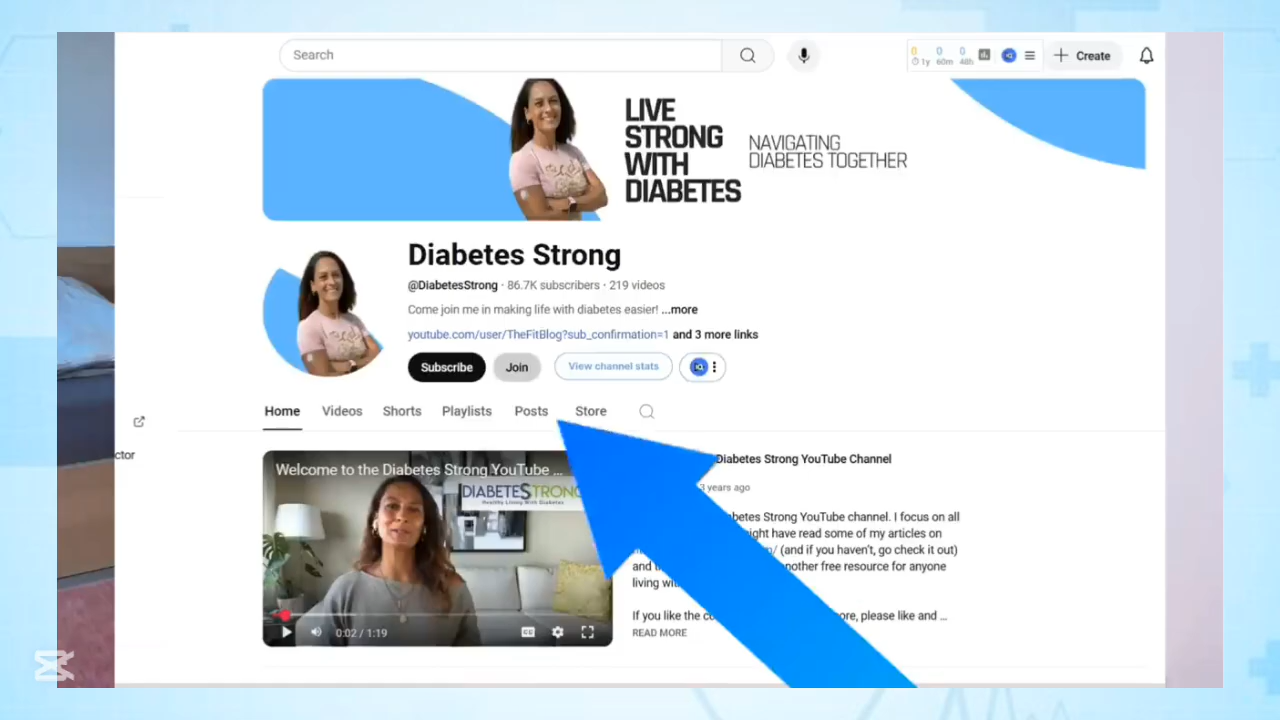 Search
0 0 0
1y 60m 48h
Create
LIVE
STRONG
WITH
DIABETES
NAVIGATING
DIABETES TOGETHER
Diabetes Strong
@DiabetesStrong · 86.7K subscribers · 219 videos
Come join me in making life with diabetes easier! ...more
youtube.com/user/TheFitBlog?sub_confirmation=1 and 3 more links
Subscribe
Join
View channel stats
Home
Videos
Shorts
Playlists
Posts
Store
ctor
Welcome to the Diabetes Strong YouTube ...
DIABETESTRONG
Healthy Living With Diabetes
0:02 / 1:19
Diabetes Strong YouTube Channel
3 years ago
betes Strong YouTube channel. I focus on all
ight have read some of my articles on
(and if you haven't, go check it out)
and nother free resource for anyone
living
If you like the ore, please like and ...
READ MORE